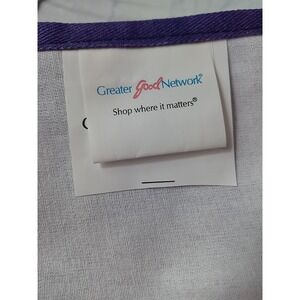 Greater Good Network®
Shop where it matters®